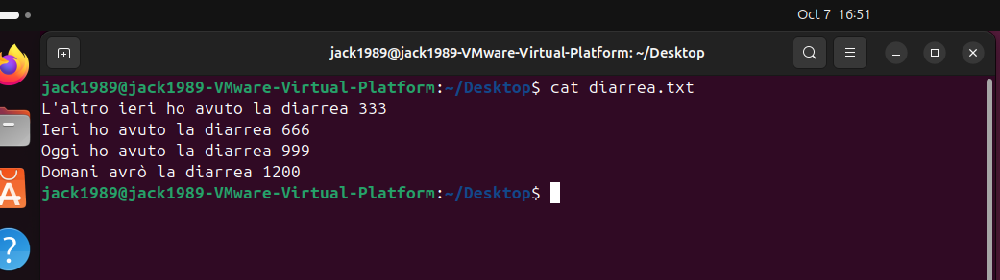 Oct 7 16:51
jack1989@jack1989-VMware-Virtual-Platform: ~/Desktop
jack1989@jack1989-VMware-Virtual-Platform:~/Desktop$ cat diarrea.txt
L'altro ieri ho avuto la diarrea 333
Ieri ho avuto la diarrea 666
Oggi ho avuto la diarrea 999
Domani avrò la diarrea 1200
jack1989@jack1989-VMware-Virtual-Platform:~/Desktop$